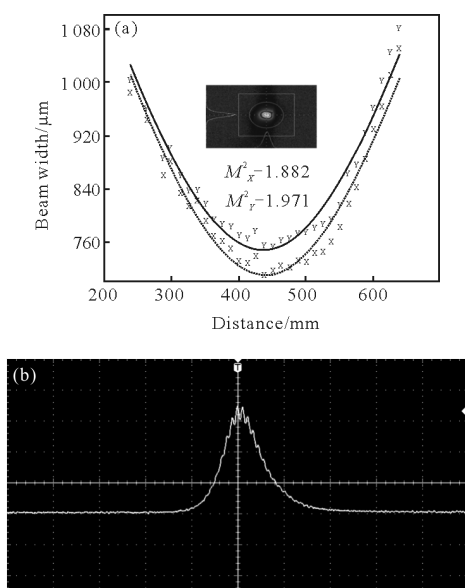 (a)
1 080
1 000
920
840
760
Beam width/μm
M²X-1.882
M²Y-1.971
200 300 400 500 600
Distance/mm
(b)
T